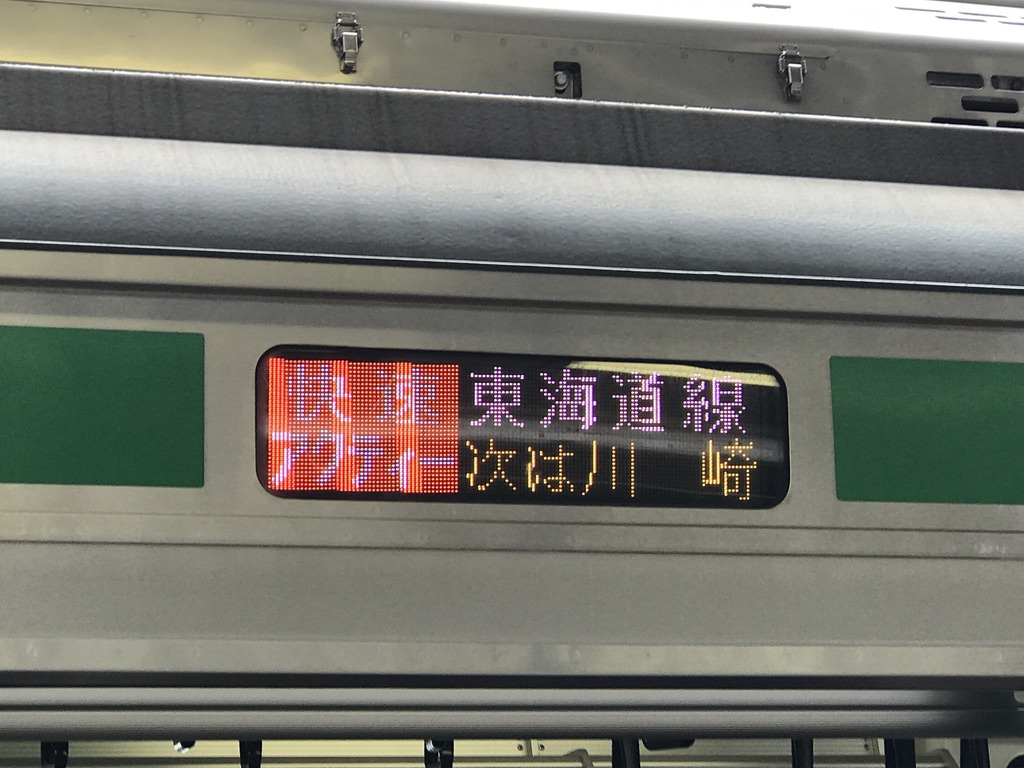 快速 東海道線
アクティー 次は川 崎